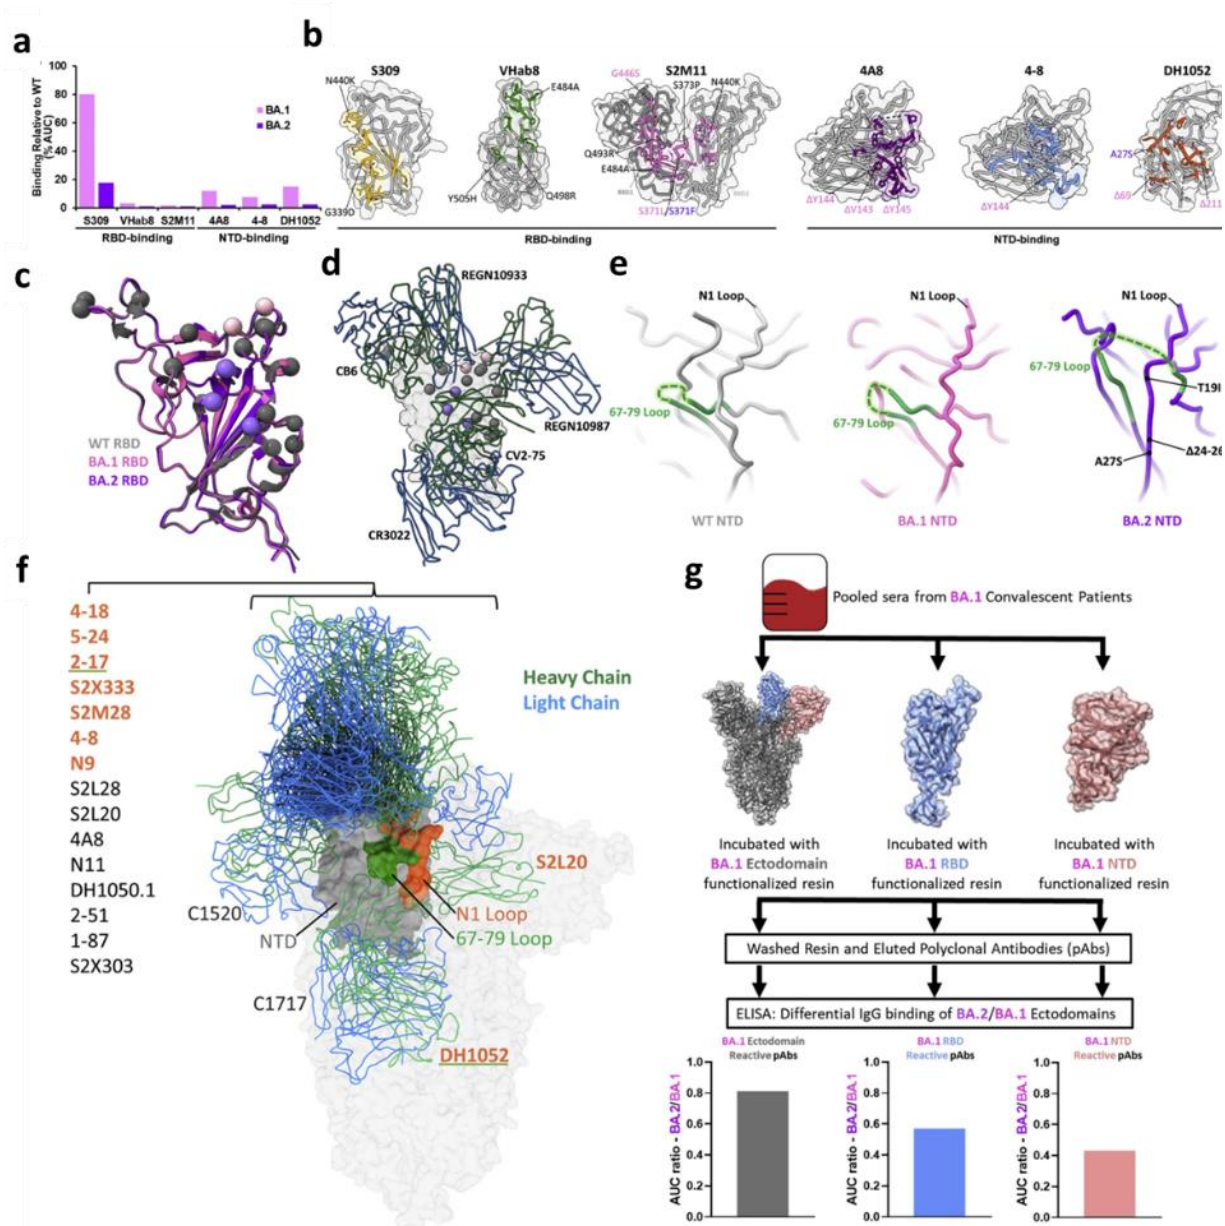 a
Binding Relative to WT
(% AUC)
100
80
60
40
20
0
BA.1
BA.2
S309
VHab8
S2M11
4A8
4-8
DH1052
RBD-binding
NTD-binding
b
S309
N440K
G339D
VHab8
E484A
Y505H
Q498R
S2M11
G446S
S373P
N440K
Q493R
E484A
S371L/S371F
RBD-binding
4A8
ΔY144
ΔV143
ΔY145
4-8
ΔY144
DH1052
A27S
Δ69
Δ211
NTD-binding
c
WT RBD
BA.1 RBD
BA.2 RBD
d
REGN10933
CB6
REGN10987
CV2-75
CR3022
e
N1 Loop
67-79 Loop
WT NTD
N1 Loop
67-79 Loop
BA.1 NTD
N1 Loop
67-79 Loop
T19I
Δ24-26
A27S
BA.2 NTD
f
4-18
5-24
2-17
S2X333
S2M28
4-8
N9
S2L28
S2L20
4A8
N11
DH1050.1
2-51
1-87
S2X303
Heavy Chain
Light Chain
S2L20
C1520
NTD
N1 Loop
67-79 Loop
C1717
DH1052
g
Pooled sera from BA.1 Convalescent Patients
Incubated with
BA.1 Ectodomain
functionalized resin
Incubated with
BA.1 RBD
functionalized resin
Incubated with
BA.1 NTD
functionalized resin
Washed Resin and Eluted Polyclonal Antibodies (pAbs)
ELISA: Differential IgG binding of BA.2/BA.1 Ectodomains
BA.1 Ectodomain
Reactive pAbs
AUC ratio - BA.2/BA.1
1.0
0.8
0.6
0.4
0.2
0.0
BA.1 RBD
Reactive pAbs
AUC ratio - BA.2/BA.1
1.0
0.8
0.6
0.4
0.2
0.0
BA.1 NTD
Reactive pAbs
AUC ratio - BA.2/BA.1
1.0
0.8
0.6
0.4
0.2
0.0